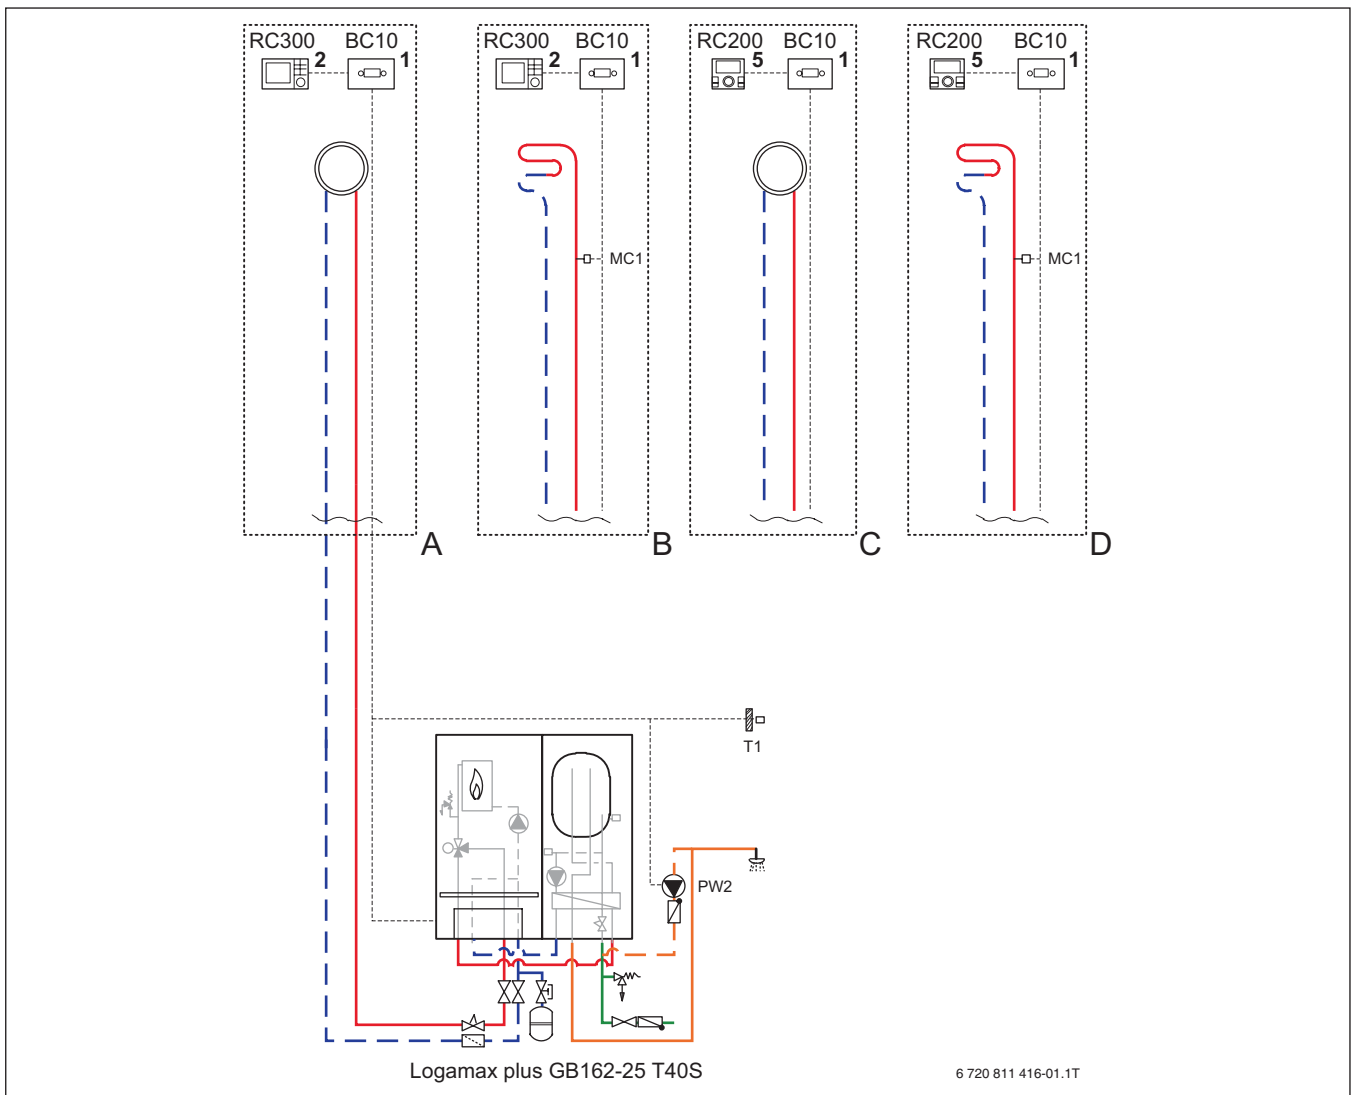 RC300 BC10 RC300 BC10 RC200 BC10 RC200 BC10
2 1 2 1 5 1 5 1
MC1 MC1
A B C D
T1
PW2
Logamax plus GB162-25 T40S
6 720 811 416-01.1T